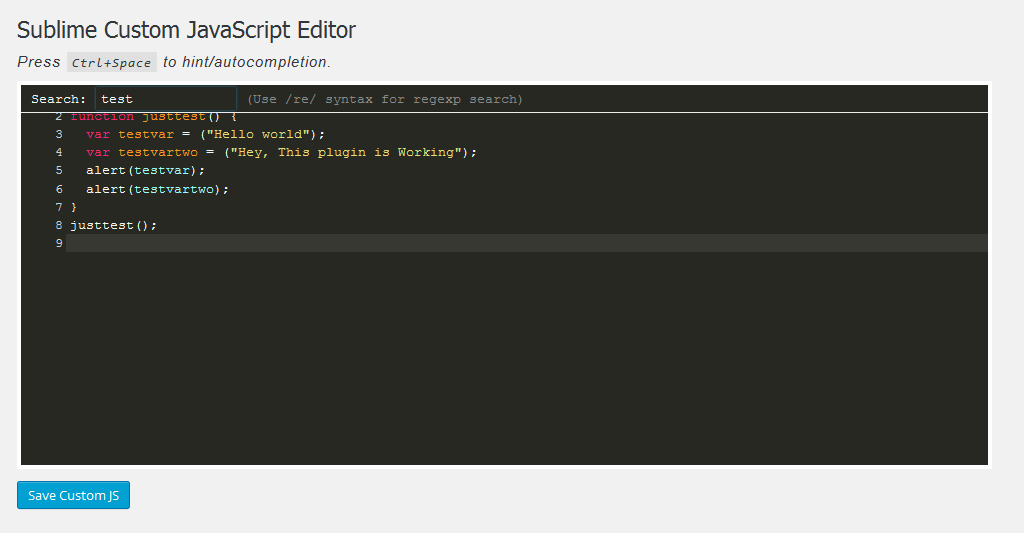 Sublime Custom JavaScript Editor
Press Ctrl+Space to hint/autocompletion.
Search: test (Use /re/ syntax for regexp search)
2 function justtest() {
3 var testvar = ("Hello world");
4 var testvartwo = ("Hey, This plugin is Working");
5 alert(testvar);
6 alert(testvartwo);
7 }
8 justtest();
9
Save Custom JS